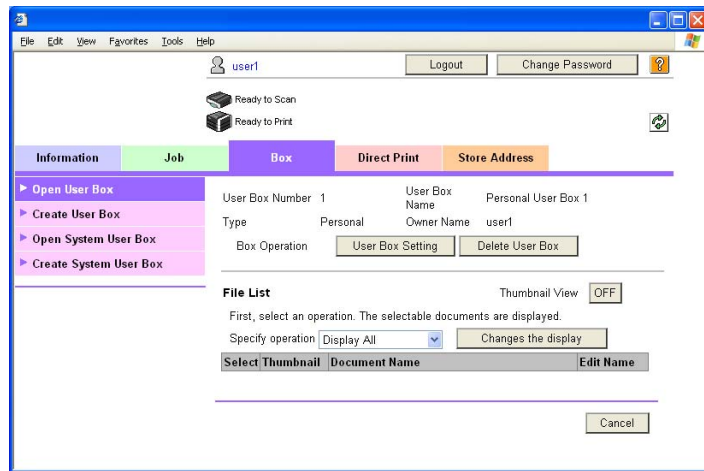 File Edit View Favorites Tools Help
user1 Logout Change Password ?
Ready to Scan
Ready to Print
Information Job Box Direct Print Store Address
Open User Box
Create User Box
Open System User Box
Create System User Box
User Box Number 1 User Box Name Personal User Box 1
Type Personal Owner Name user1
Box Operation User Box Setting Delete User Box
File List Thumbnail View OFF
First, select an operation. The selectable documents are displayed.
Specify operation Display All Changes the display
Select Thumbnail Document Name Edit Name
Cancel